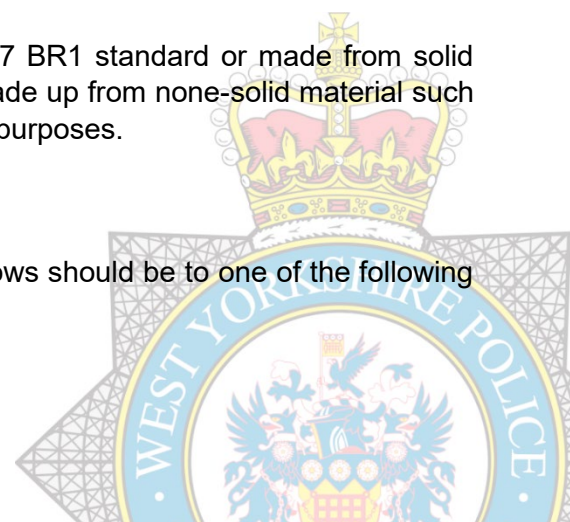 7 BR1 standard or made from solid
ade up from none-solid material such
purposes.
ows should be to one of the following
WEST YORKSHIRE POLICE